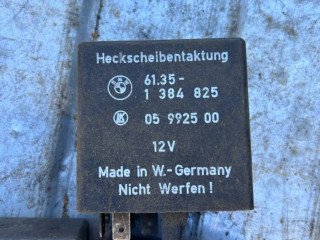 Heckscheibentaktung
61.35-
1 384 825
05 9925 00
12V
Made in W.-Germany
Nicht Werfen !